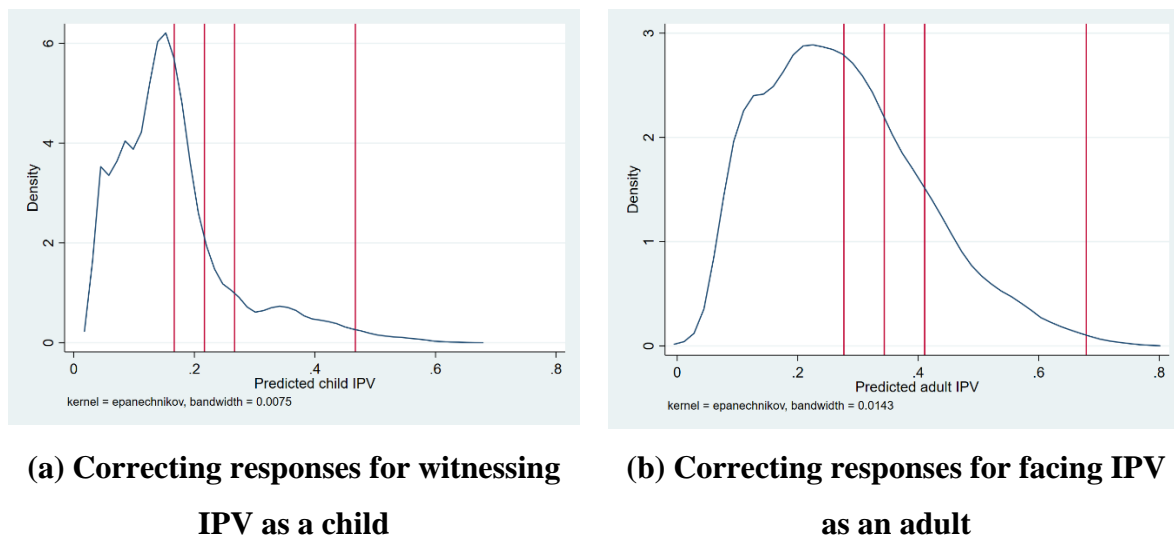 Density
6
4
2
0
0
.2
.4
.6
.8
Predicted child IPV
kernel = epanechnikov, bandwidth = 0.0075
(a) Correcting responses for witnessing
IPV as a child
Density
3
2
1
0
0
.2
.4
.6
.8
Predicted adult IPV
kernel = epanechnikov, bandwidth = 0.0143
(b) Correcting responses for facing IPV
as an adult